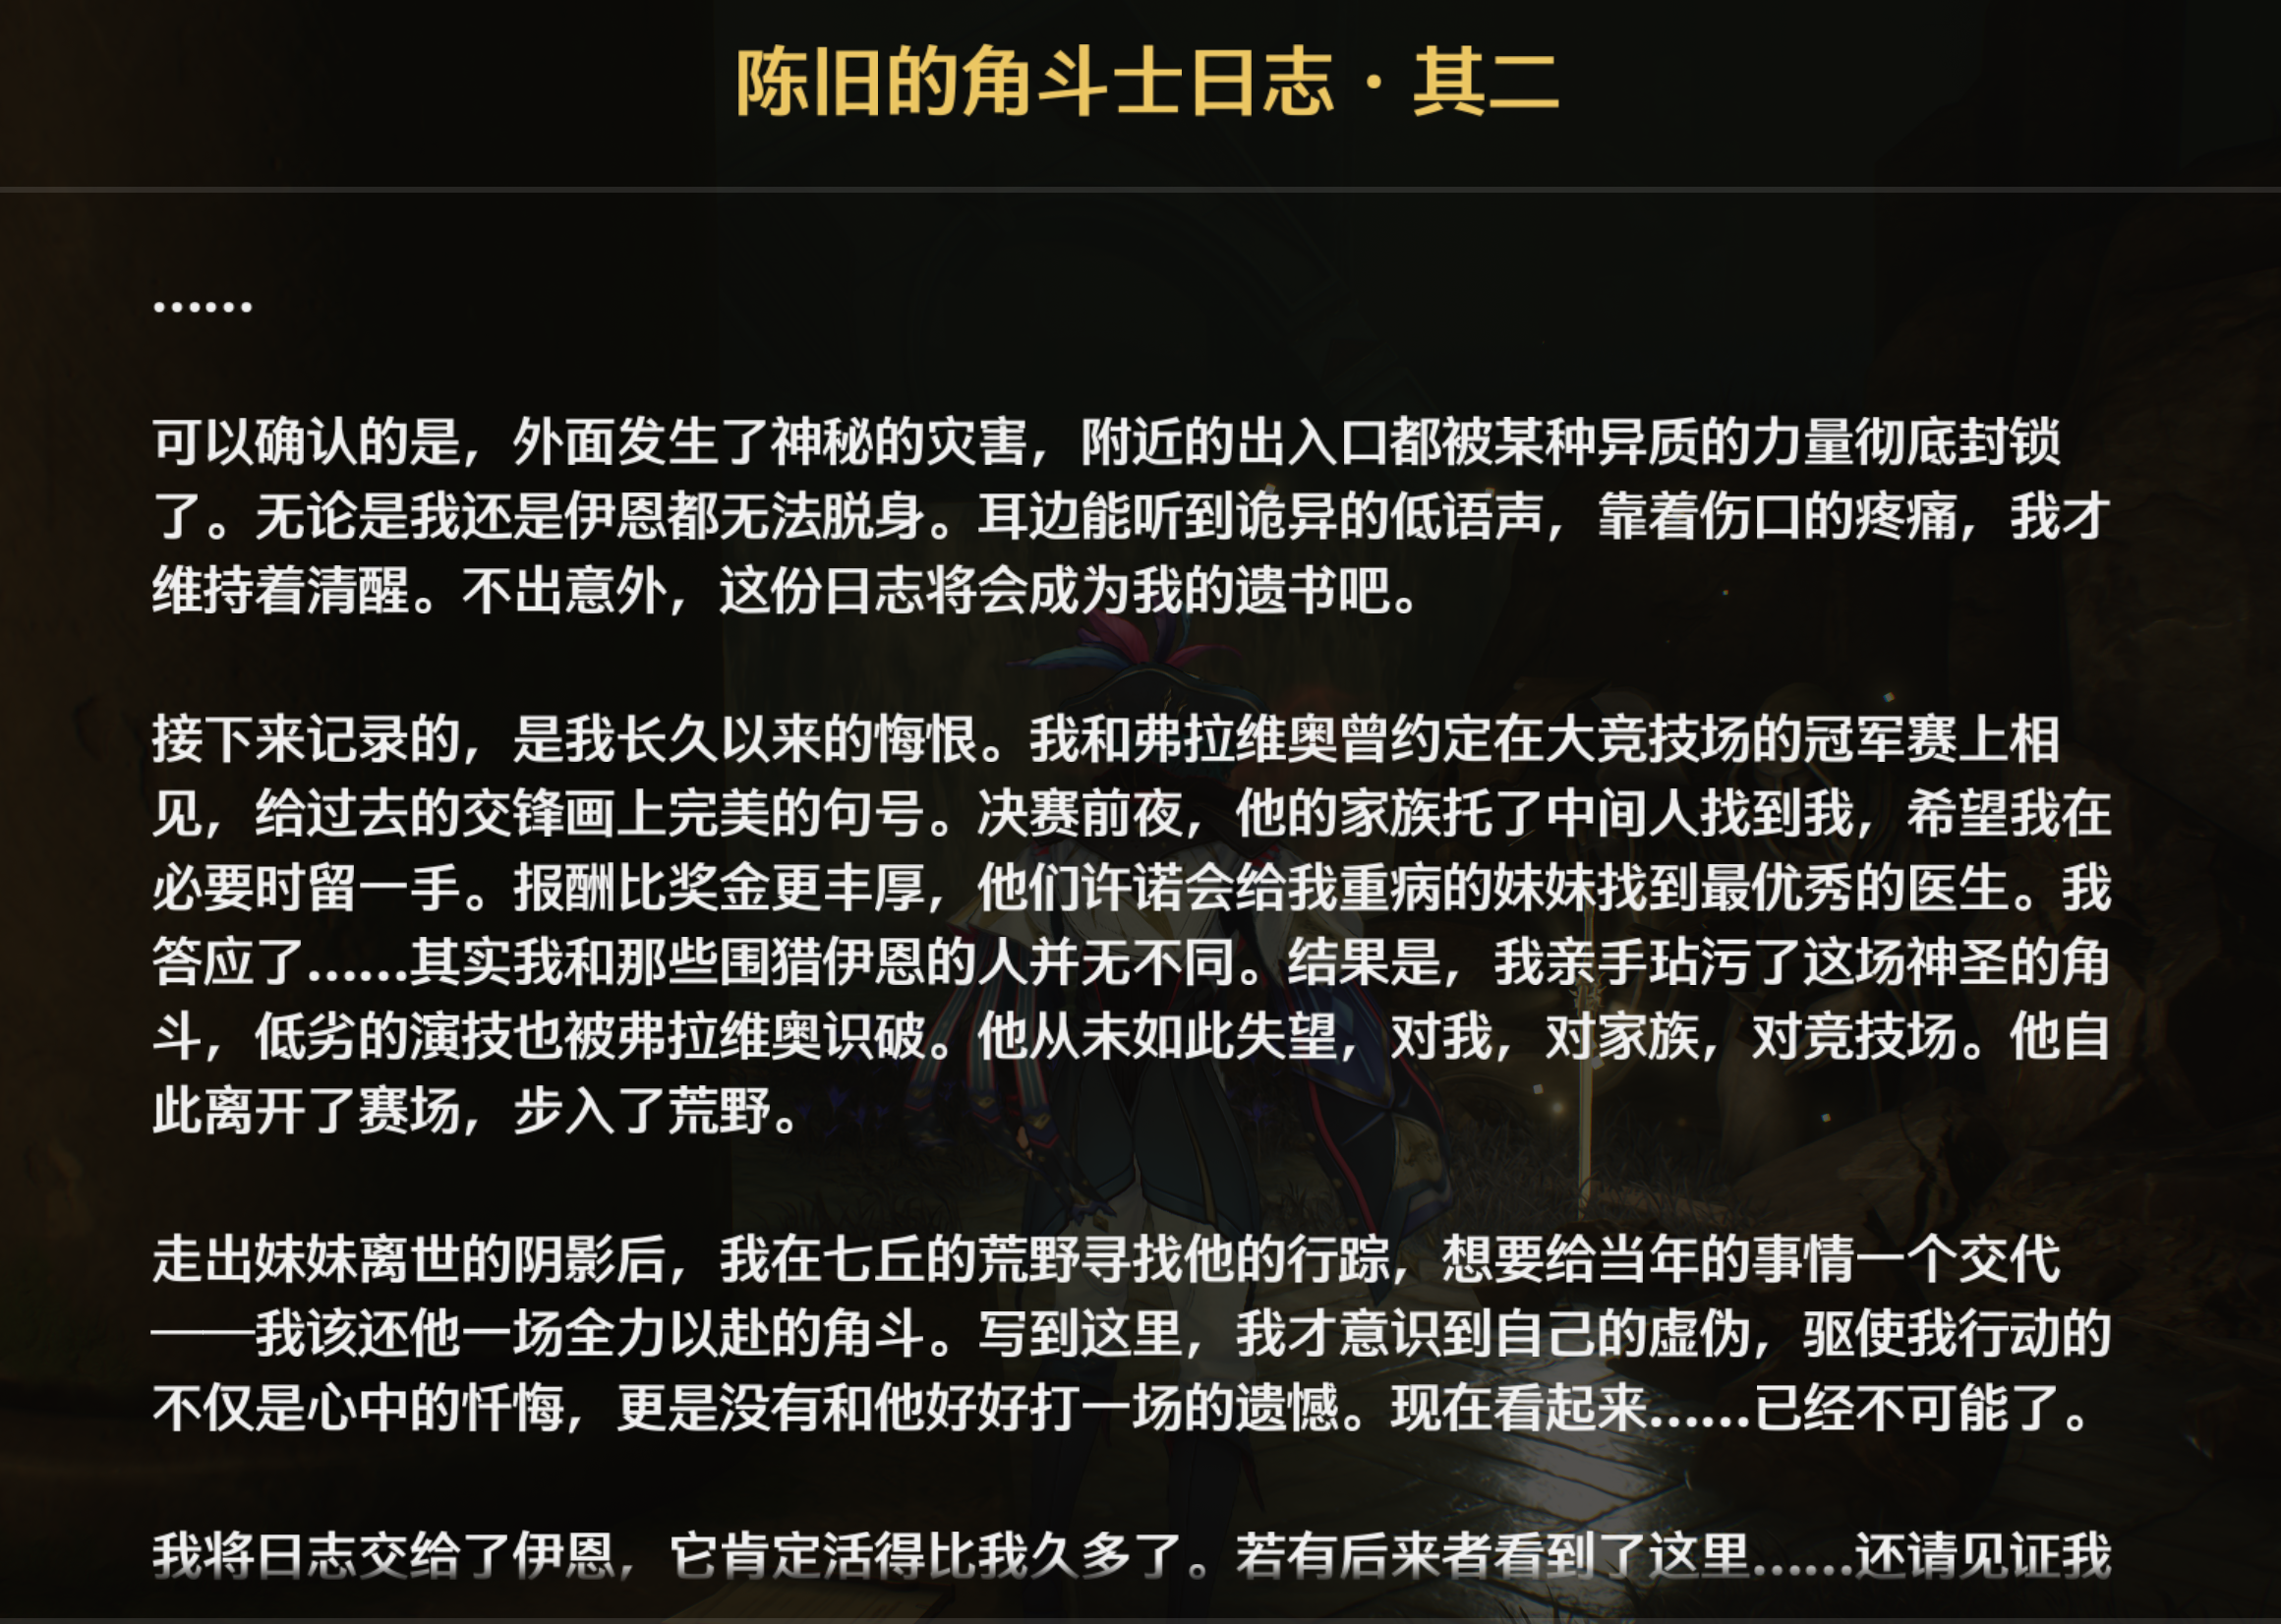 陈旧的角斗士日志·其二
……
可以确认的是，外面发生了神秘的灾害，附近的出入口都被某种异质的力量彻底封锁
了。无论是我还是伊恩都无法脱身。耳边能听到诡异的低语声，靠着伤口的疼痛，我才
维持着清醒。不出意外，这份日志将会成为我的遗书吧。
接下来记录的，是我长久以来的悔恨。我和弗拉维奥曾约定在大竞技场的冠军赛上相
见，给过去的交锋画上完美的句号。决赛前夜，他的家族托了中间人找到我，希望我在
必要时留一手。报酬比奖金更丰厚，他们许诺会给我重病的妹妹找到最优秀的医生。我
答应了……其实我和那些围猎伊恩的人并无不同。结果是，我亲手玷污了这场神圣的角
斗，低劣的演技也被弗拉维奥识破。他从未如此失望，对我，对家族，对竞技场。他自
此离开了赛场，步入了荒野。
走出妹妹离世的阴影后，我在七丘的荒野寻找他的行踪，想要给当年的事情一个交代
——我该还他一场全力以赴的角斗。写到这里，我才意识到自己的虚伪，驱使我行动的
不仅是心中的忏悔，更是没有和他好好打一场的遗憾。现在看起来……已经不可能了。
我将日志交给了伊恩，它肯定活得比我久多了。若有后来者看到了这里……还请见证我